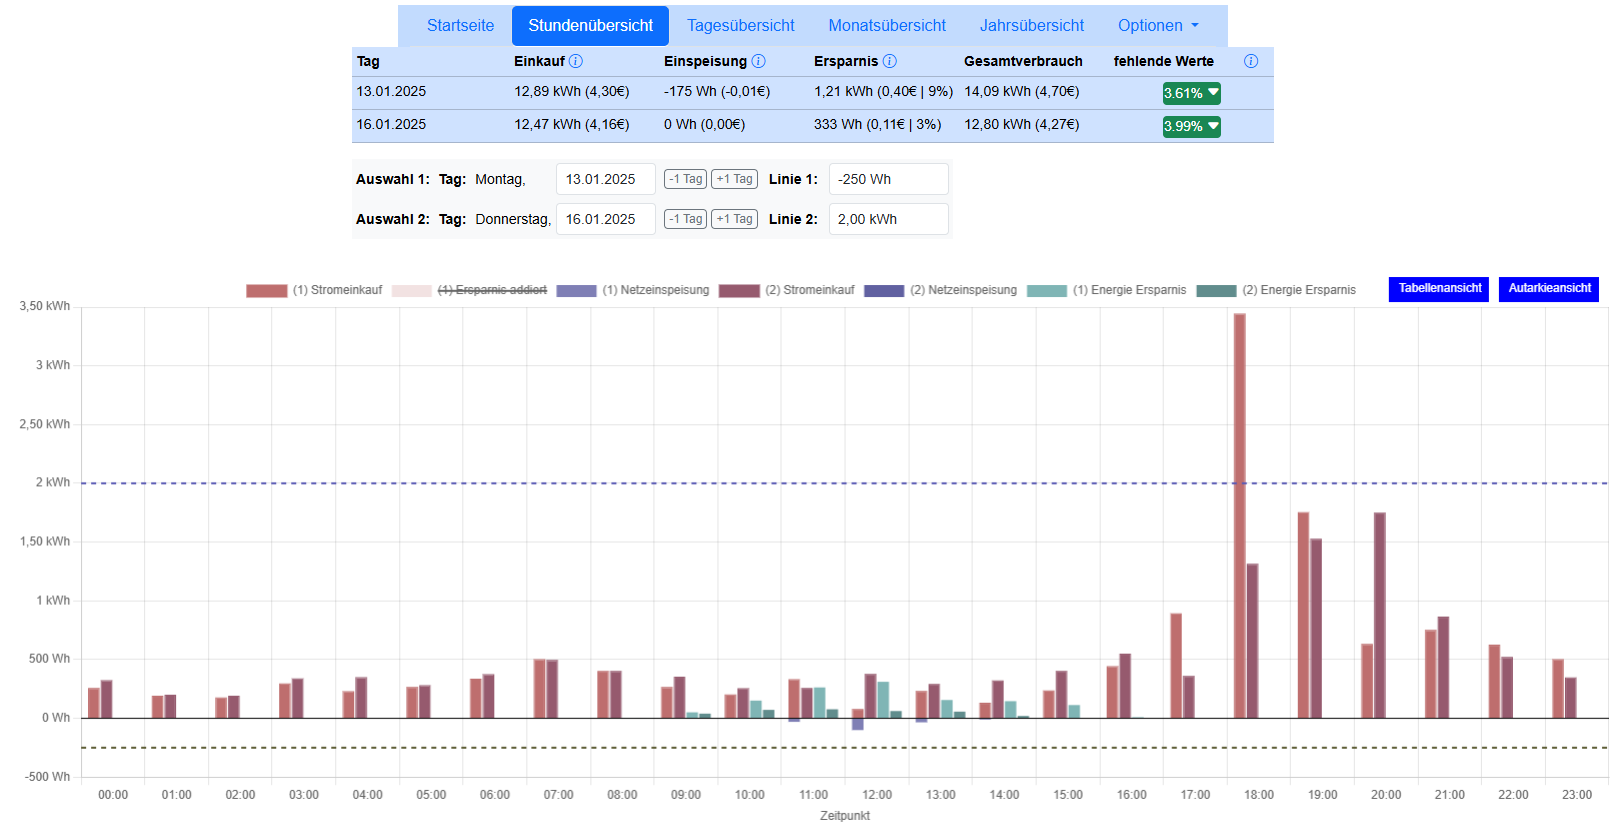 Startseite Stundenübersicht Tagesübersicht Monatsübersicht Jahrsübersicht Optionen
Tag Einkauf Einspeisung Ersparnis Gesamtverbrauch fehlende Werte
13.01.2025 12,89 kWh (4,30€) -175 Wh (-0,01€) 1,21 kWh (0,40€ | 9%) 14,09 kWh (4,70€) 3.61%
16.01.2025 12,47 kWh (4,16€) 0 Wh (0,00€) 333 Wh (0,11€ | 3%) 12,80 kWh (4,27€) 3.99%
Auswahl 1: Tag: Montag, 13.01.2025 -1 Tag +1 Tag Linie 1: -250 Wh
Auswahl 2: Tag: Donnerstag, 16.01.2025 -1 Tag +1 Tag Linie 2: 2,00 kWh
(1) Stromeinkauf (1) Ersparnis addiert (1) Netzeinspeisung (2) Stromeinkauf (2) Netzeinspeisung (1) Energie Ersparnis (2) Energie Ersparnis Tabellenansicht Autarkieansicht
3,50 kWh
3 kWh
2,50 kWh
2 kWh
1,50 kWh
1 kWh
500 Wh
0 Wh
-500 Wh
00:00 01:00 02:00 03:00 04:00 05:00 06:00 07:00 08:00 09:00 10:00 11:00 12:00 13:00 14:00 15:00 16:00 17:00 18:00 19:00 20:00 21:00 22:00 23:00
Zeitpunkt